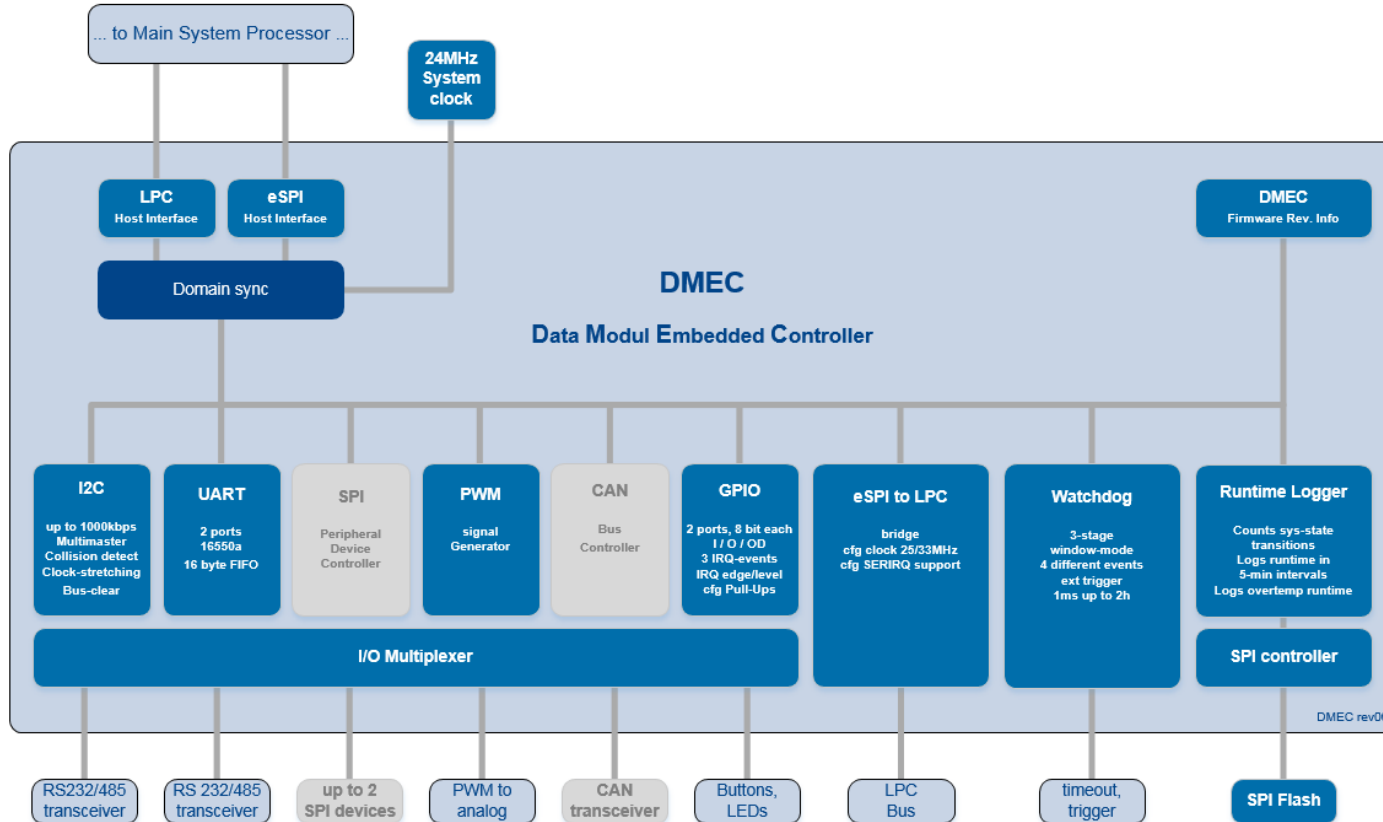 ... to Main System Processor ...
24MHz
System
clock
LPC
Host Interface
eSPI
Host Interface
DMEC
Firmware Rev. Info
Domain sync
DMEC
Data Modul Embedded Controller
I2C
up to 1000kbps
Multimaster
Collision detect
Clock-stretching
Bus-clear
UART
2 ports
16550a
16 byte FIFO
SPI
Peripheral
Device
Controller
PWM
signal
Generator
CAN
Bus
Controller
GPIO
2 ports, 8 bit each
I / O / OD
3 IRQ-events
IRQ edge/level
cfg Pull-Ups
eSPI to LPC
bridge
cfg clock 25/33MHz
cfg SERIRQ support
Watchdog
3-stage
window-mode
4 different events
ext trigger
1ms up to 2h
Runtime Logger
Counts sys-state
transitions
Logs runtime in
5-min intervals
Logs overtemp runtime
I/O Multiplexer
SPI controller
DMEC
RS232/485
transceiver
RS 232/485
transceiver
up to 2
SPI devices
PWM to
analog
CAN
transceiver
Buttons,
LEDs
LPC
Bus
timeout,
trigger
SPI Flash